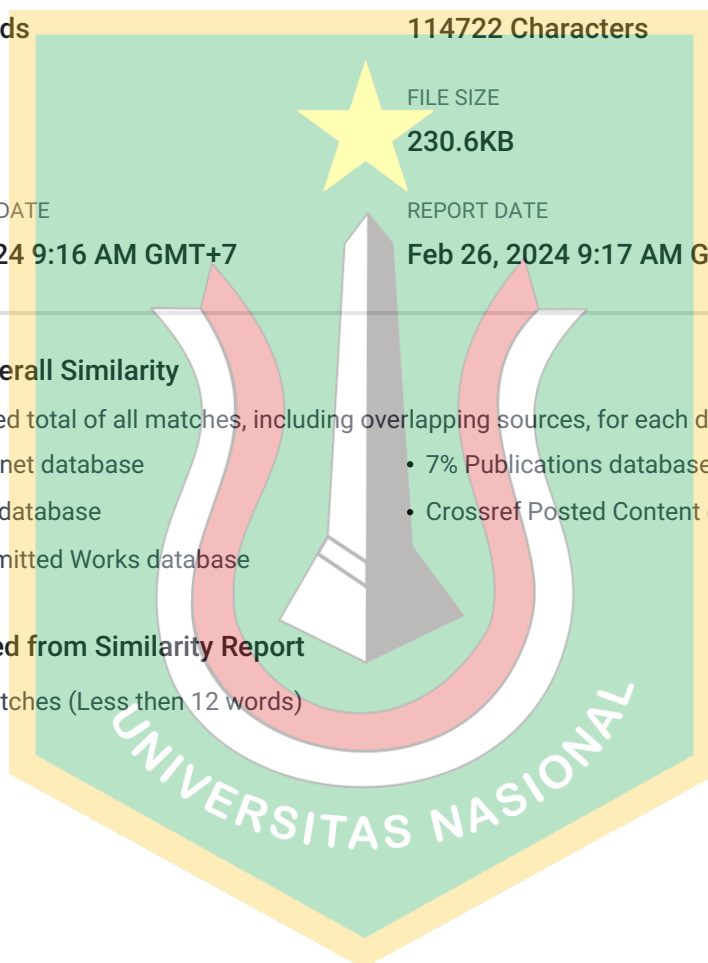 ds
114722 Characters
FILE SIZE
230.6KB
DATE
REPORT DATE
24 9:16 AM GMT+7
Feb 26, 2024 9:17 AM G
erall Similarity
ed total of all matches, including overlapping sources, for each d
net database
• 7% Publications database
database
• Crossref Posted Content
mitted Works database
ed from Similarity Report
tches (Less then 12 words)
UNIVERSITAS NASIONAL